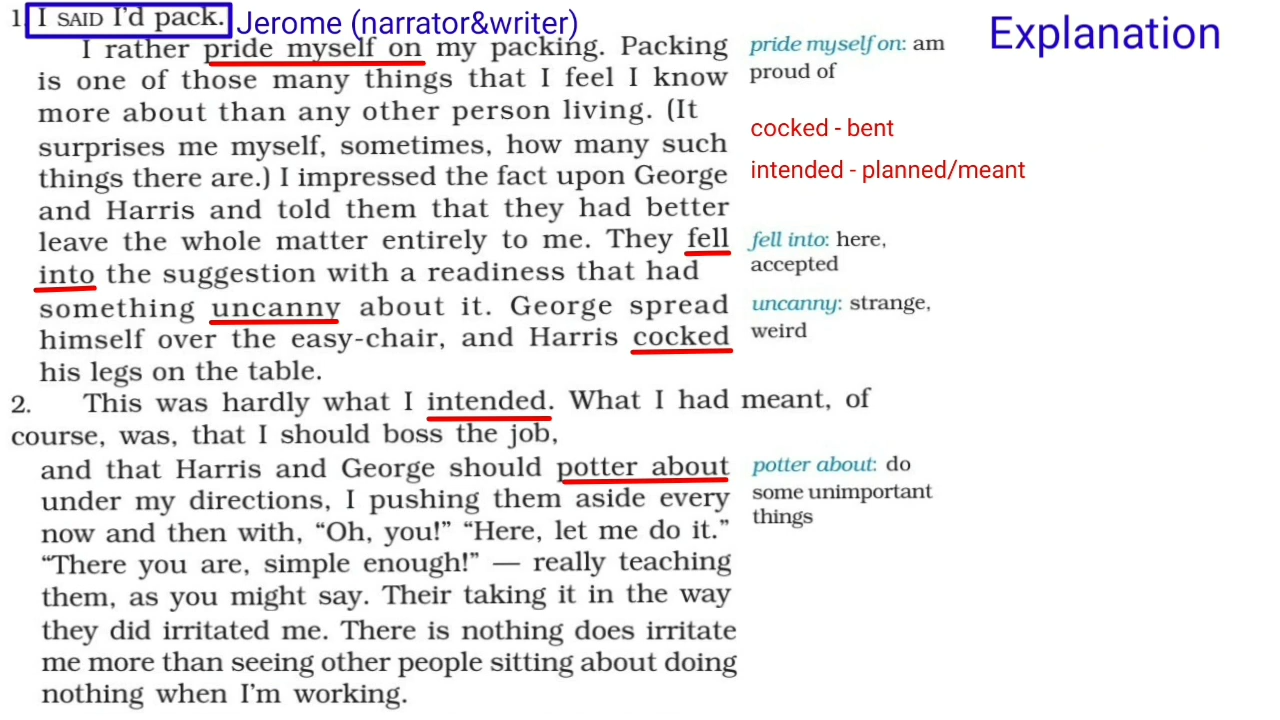 1. I SAID I'd pack. Jerome (narrator&writer)
Explanation
I rather pride myself on my packing. Packing
is one of those many things that I feel I know
more about than any other person living. (It
surprises me myself, sometimes, how many such
things there are.) I impressed the fact upon George
and Harris and told them that they had better
leave the whole matter entirely to me. They fell
into the suggestion with a readiness that had
something uncanny about it. George spread
himself over the easy-chair, and Harris cocked
his legs on the table.
pride myself on: am
proud of
cocked - bent
intended - planned/meant
fell into: here,
accepted
uncanny: strange,
weird
2. This was hardly what I intended. What I had meant, of
course, was, that I should boss the job,
and that Harris and George should potter about
under my directions, I pushing them aside every
now and then with, “Oh, you!” “Here, let me do it.”
“There you are, simple enough!” — really teaching
them, as you might say. Their taking it in the way
they did irritated me. There is nothing does irritate
me more than seeing other people sitting about doing
nothing when I'm working.
potter about: do
some unimportant
things